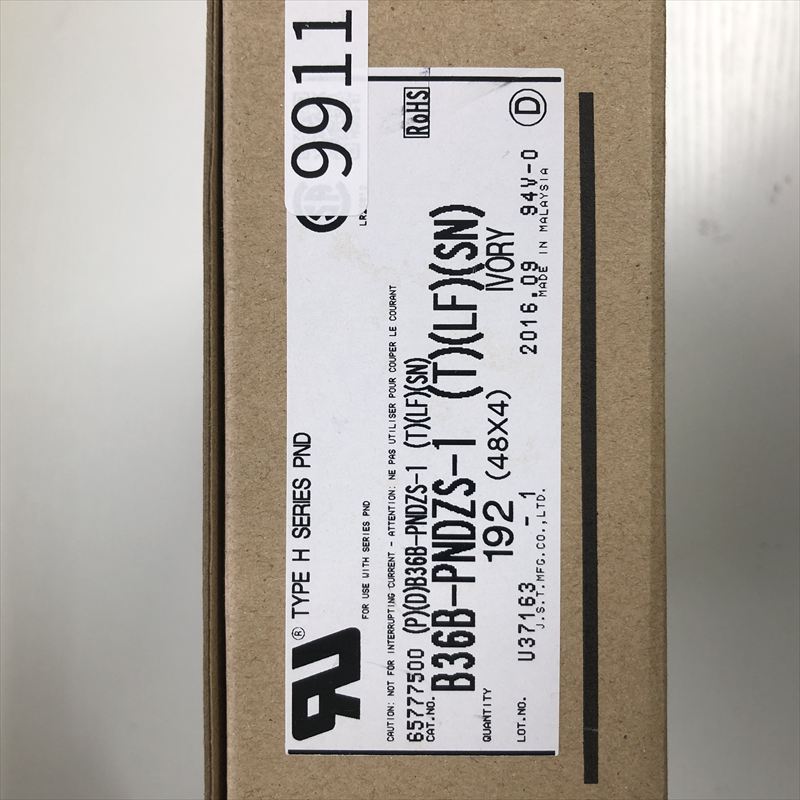 9911
® TYPE H SERIES PND
FOR USE WITH SERIES PND
CAUTION: NOT FOR INTERRUPTING CURRENT - ATTENTION: NE PAS UTILISER POUR COUPER LE COURANT
RoHS
65777500 (P)(D)B36B-PNDZS-1 (T)(LF)(SN)
CAT.NO. B36B-PNDZS-1 (T)(LF)(SN)
QUANTITY 192 (48X4) IVORY
LOT.NO. U37163 - 1 2016.09 94V-0 D
J.S.T.MFG.CO.,LTD. MADE IN MALAYSIA